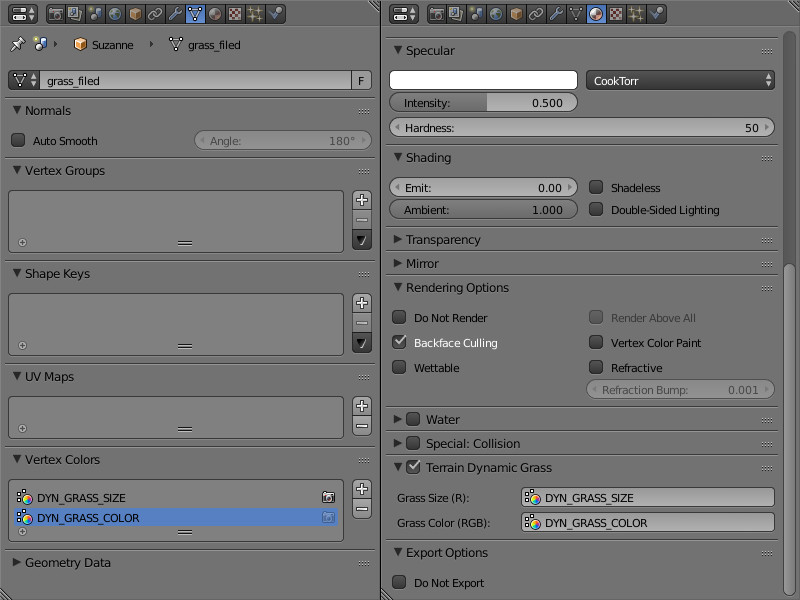 Suzanne grass_filed
grass_filed F
Normals
Auto Smooth Angle: 180°
Vertex Groups
Shape Keys
UV Maps
Vertex Colors
DYN_GRASS_SIZE
DYN_GRASS_COLOR
Geometry Data
Specular
CookTorr
Intensity: 0.500
Hardness: 50
Shading
Emit: 0.00 Shadeless
Ambient: 1.000 Double-Sided Lighting
Transparency
Mirror
Rendering Options
Do Not Render Render Above All
Backface Culling Vertex Color Paint
Wettable Refractive
Refraction Bump: 0.001
Water
Special: Collision
Terrain Dynamic Grass
Grass Size (R): DYN_GRASS_SIZE
Grass Color (RGB): DYN_GRASS_COLOR
Export Options
Do Not Export